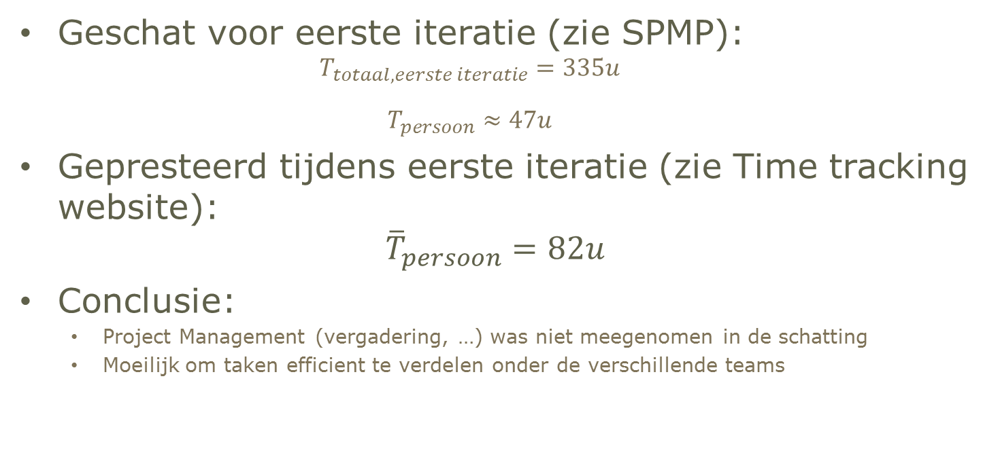 • Geschat voor eerste iteratie (zie SPMP):
T_{totaal,eerste iteratie} = 335u
T_{persoon} ≈ 47u
• Gepresteerd tijdens eerste iteratie (zie Time tracking
website):
T̄_{persoon} = 82u
• Conclusie:
• Project Management (vergadering, …) was niet meegenomen in de schatting
• Moeilijk om taken efficient te verdelen onder de verschillende teams